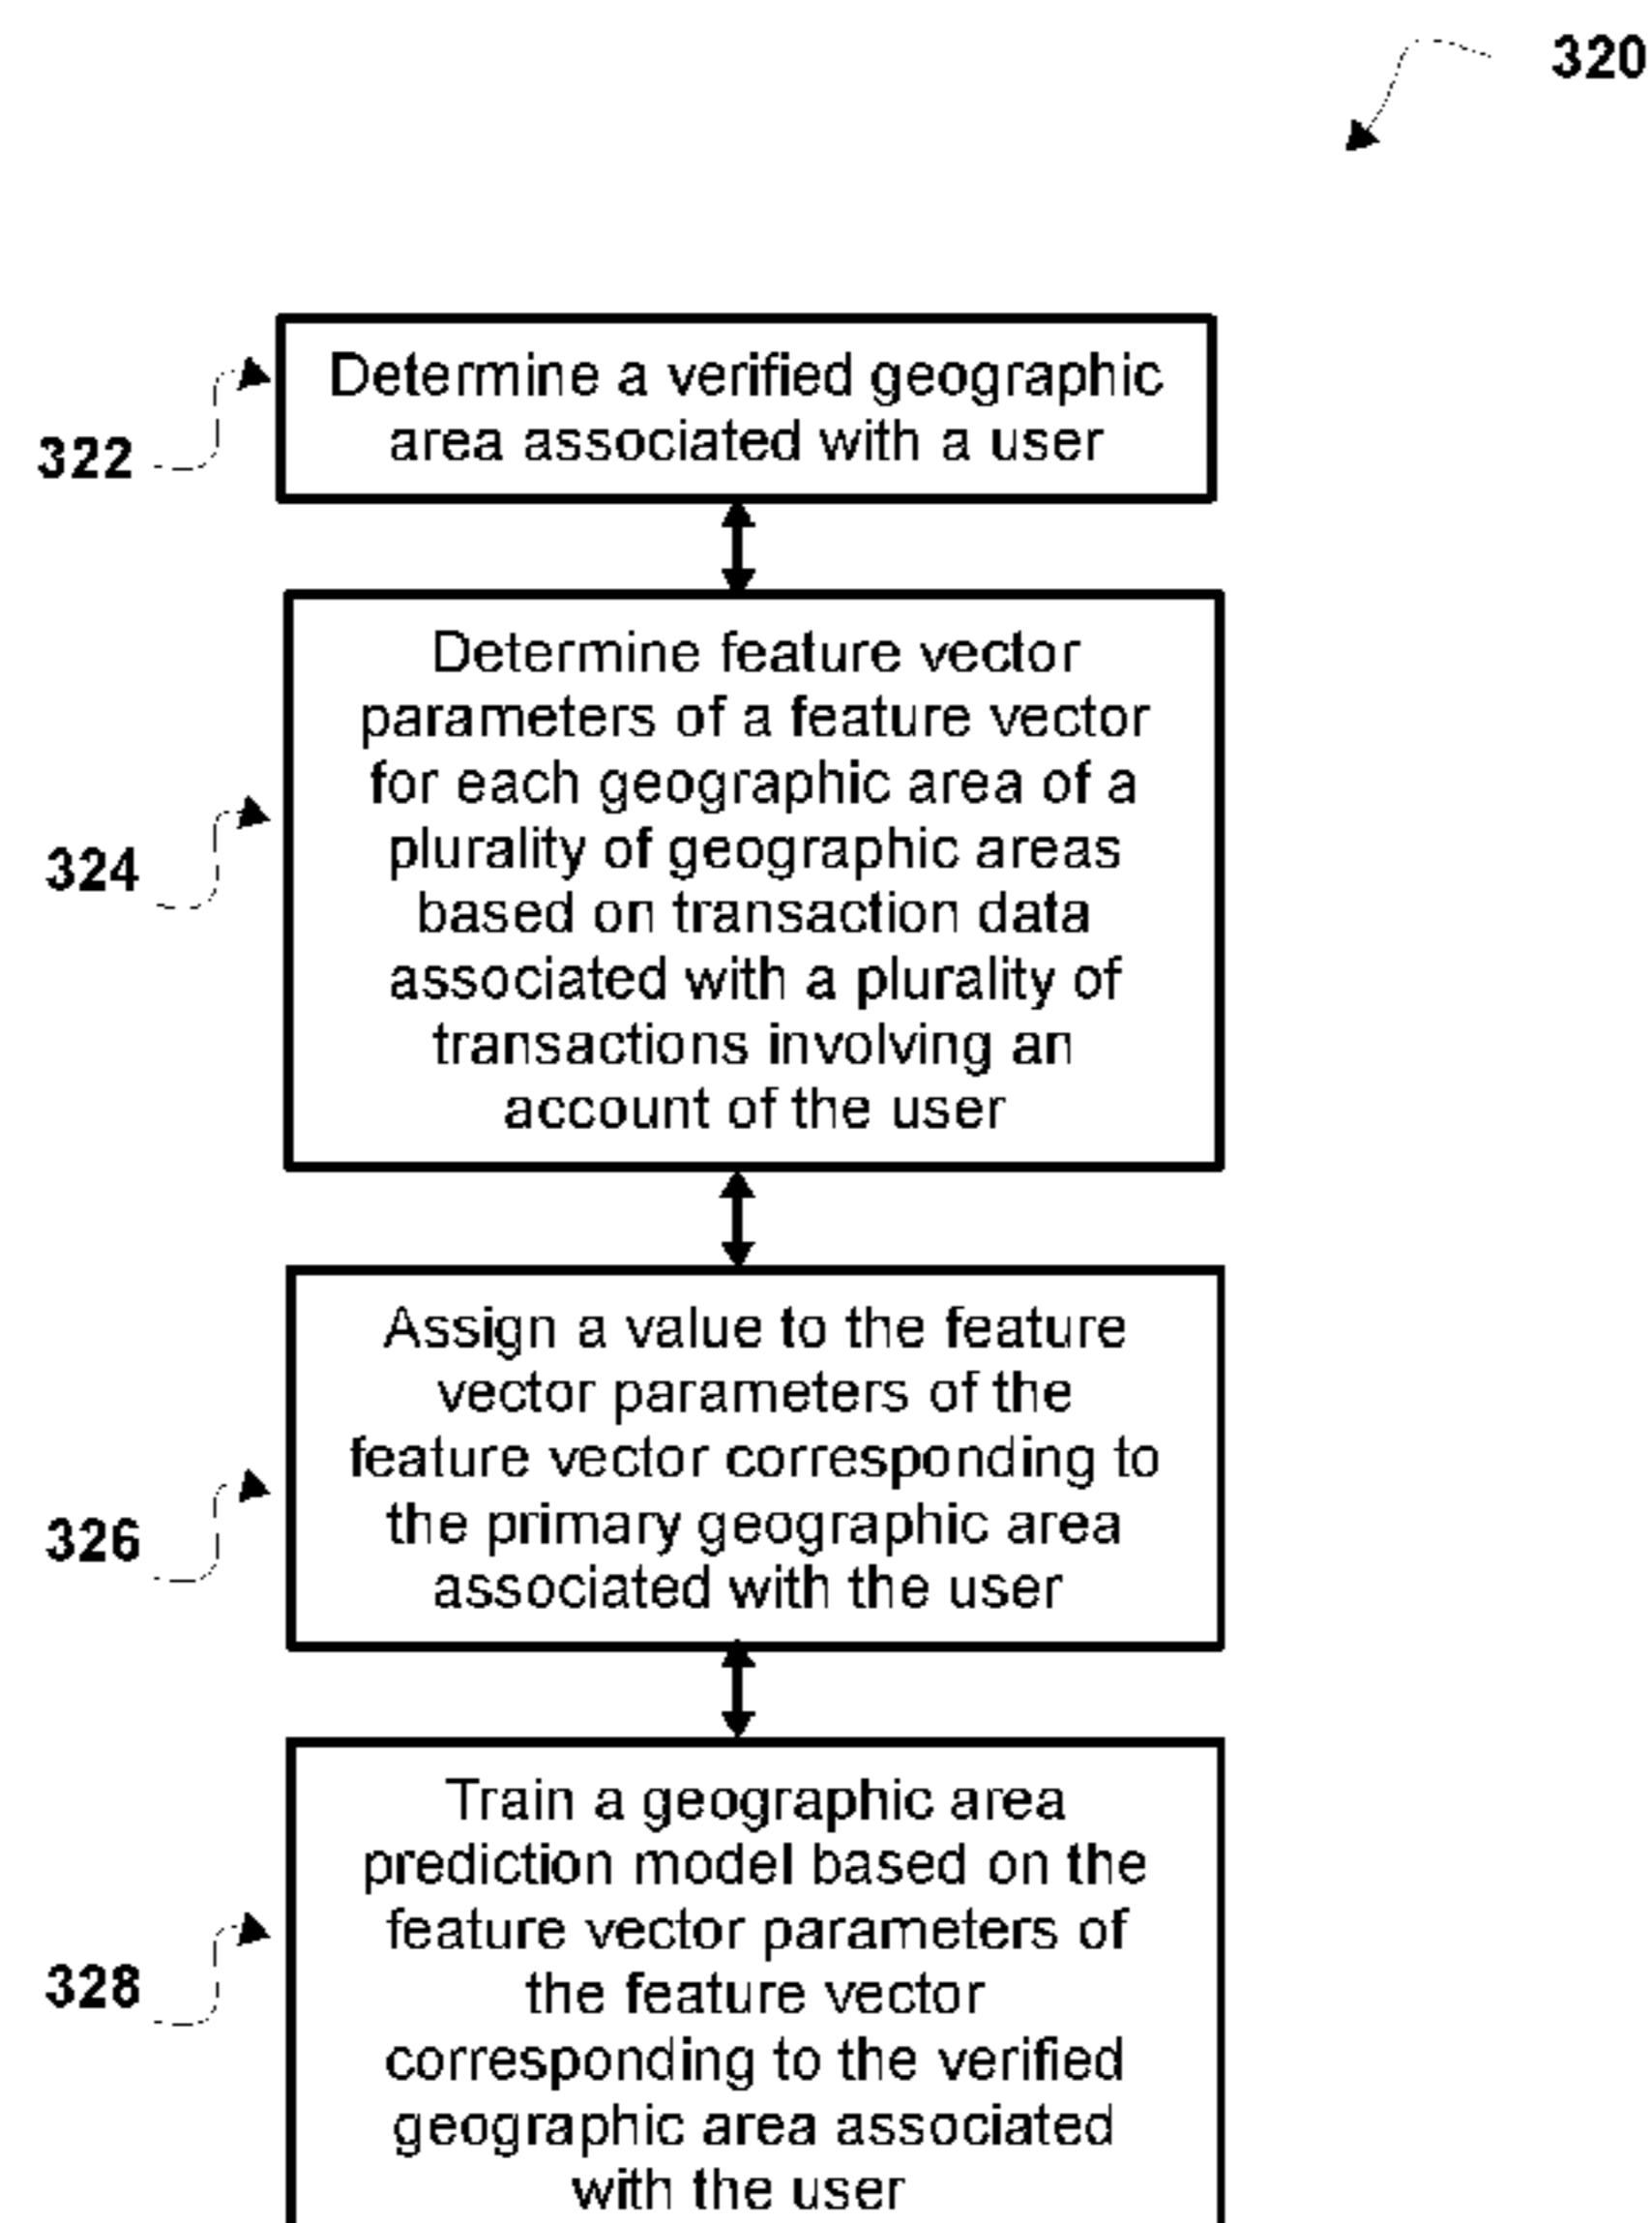 320
322
Determine a verified geographic
area associated with a user
324
Determine feature vector
parameters of a feature vector
for each geographic area of a
plurality of geographic areas
based on transaction data
associated with a plurality of
transactions involving an
account of the user
326
Assign a value to the feature
vector parameters of the
feature vector corresponding to
the primary geographic area
associated with the user
328
Train a geographic area
prediction model based on the
feature vector parameters of
the feature vector
corresponding to the verified
geographic area associated
with the user